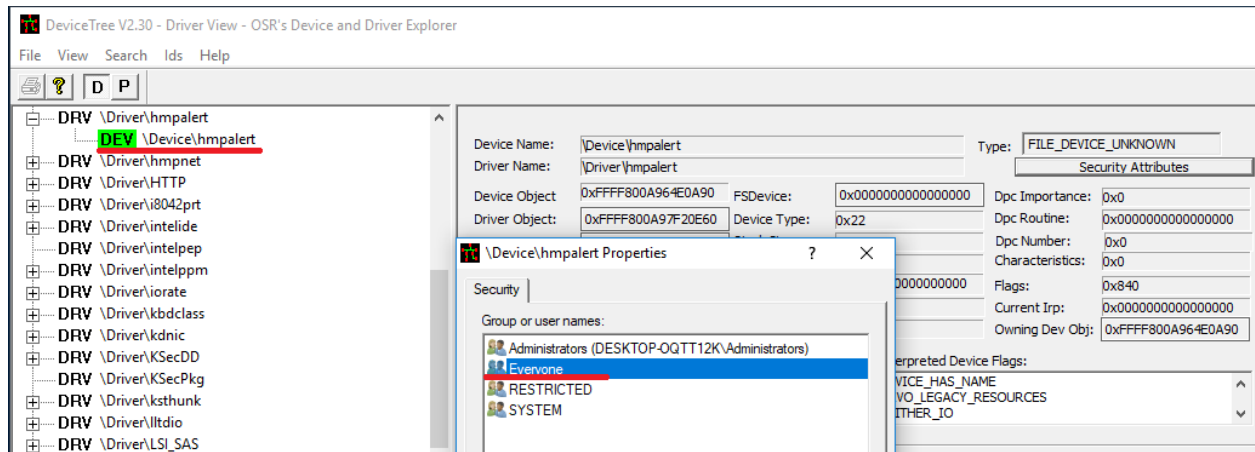 DeviceTree V2.30 - Driver View - OSR's Device and Driver Explorer
File View Search Ids Help
D P
DRV \Driver\hmpalert
DEV \Device\hmpalert
DRV \Driver\hmpnet
DRV \Driver\HTTP
DRV \Driver\i8042prt
DRV \Driver\intelide
DRV \Driver\intelpep
DRV \Driver\intelppm
DRV \Driver\iorate
DRV \Driver\kbdclass
DRV \Driver\kdnic
DRV \Driver\KSecDD
DRV \Driver\KSecPkg
DRV \Driver\ksthunk
DRV \Driver\lltdio
DRV \Driver\LSI_SAS
Device Name: \Device\hmpalert Type: FILE_DEVICE_UNKNOWN
Driver Name: \Driver\hmpalert Security Attributes
Device Object 0xFFFF800A964E0A90 FSDevice: 0x0000000000000000 Dpc Importance: 0x0
Driver Object: 0xFFFF800A97F20E60 Device Type: 0x22 Dpc Routine: 0x0000000000000000
Dpc Number: 0x0
Characteristics: 0x0
0000000000 Flags: 0x840
Current Irp: 0x0000000000000000
Owning Dev Obj: 0xFFFF800A964E0A90
erpreted Device Flags:
VICE_HAS_NAME
VO_LEGACY_RESOURCES
ITHER_IO
\Device\hmpalert Properties ?
Security
Group or user names:
Administrators (DESKTOP-OQTT12K\Administrators)
Everyone
RESTRICTED
SYSTEM